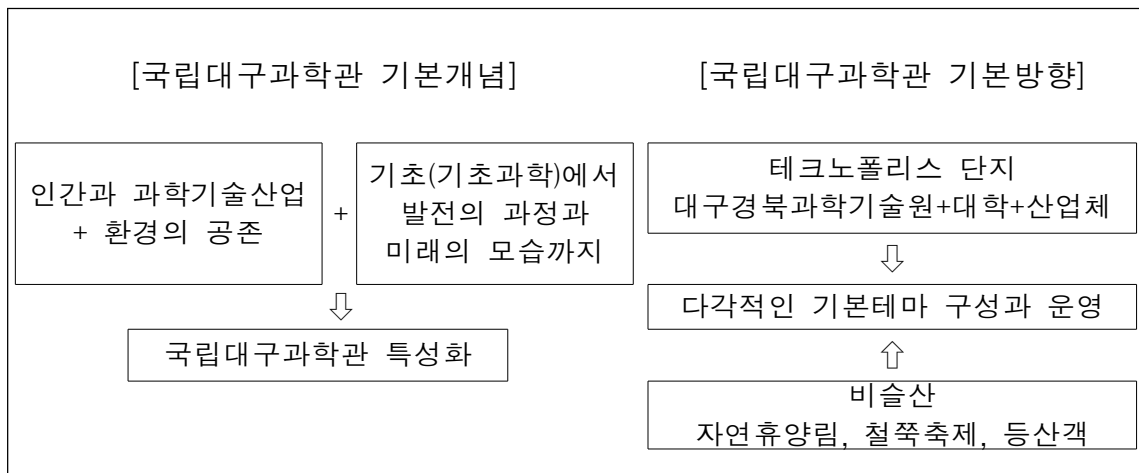 [국립대구과학관 기본개념]
인간과 과학기술산업
+ 환경의 공존
+
기초(기초과학)에서
발전의 과정과
미래의 모습까지
⇩
국립대구과학관 특성화
[국립대구과학관 기본방향]
테크노폴리스 단지
대구경북과학기술원+대학+산업체
⇩
다각적인 기본테마 구성과 운영
⇧
비슬산
자연휴양림, 철쭉축제, 등산객